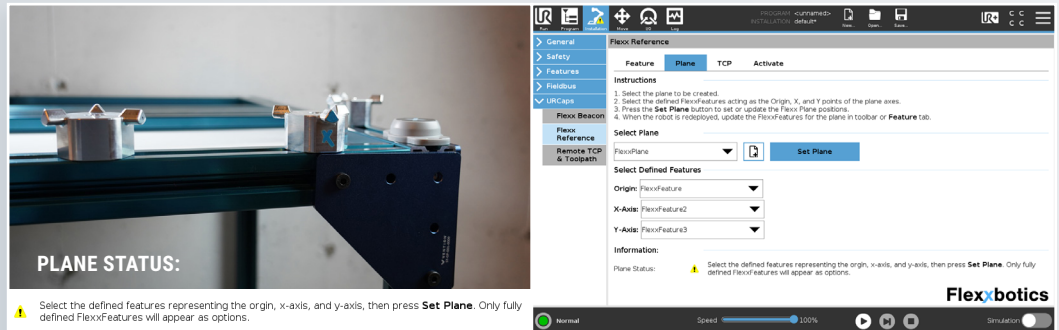 PLANE STATUS:
Select the defined features representing the orgin, x-axis, and y-axis, then press Set Plane. Only fully
defined FlexxFeatures will appear as options.
Run Program Installation Move I/O Log
PROGRAM <unnamed>
INSTALLATION default*
New... Open... Save...
UR+
C C
C C
General
Safety
Features
Fieldbus
URCaps
Flexx Beacon
Flexx
Reference
Remote TCP
& Toolpath
Flexx Reference
Feature Plane TCP Activate
Instructions
1. Select the plane to be created.
2. Select the defined FlexxFeatures acting as the Origin, X, and Y points of the plane axes.
3. Press the Set Plane button to set or update the Flexx Plane positions.
4. When the robot is redeployed, update the FlexxFeatures for the plane in toolbar or Feature tab.
Select Plane
FlexxPlane
Set Plane
Select Defined Features
Origin: FlexxFeature
X-Axis: FlexxFeature2
Y-Axis: FlexxFeature3
Information:
Plane Status:
Select the defined features representing the orgin, x-axis, and y-axis, then press Set Plane. Only fully
defined FlexxFeatures will appear as options.
Flexxbotics
Normal
Speed 100%
Simulation